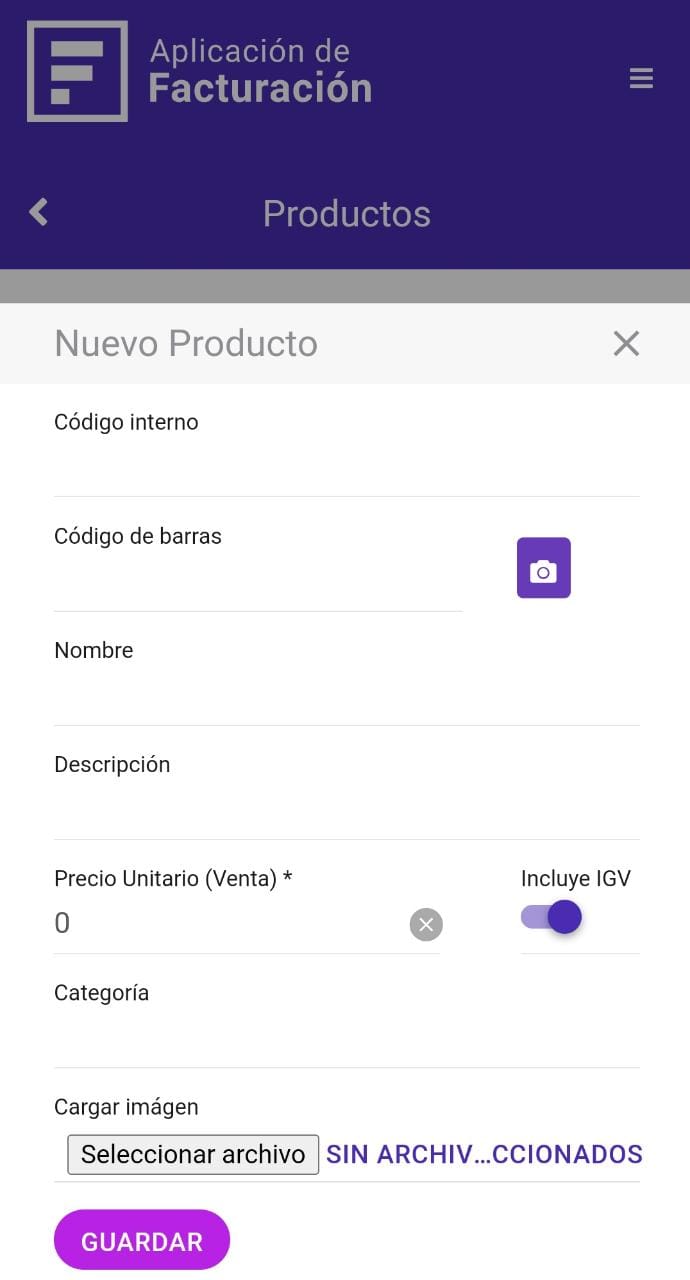 Aplicación de
Facturación
Productos
Nuevo Producto
Código interno
Código de barras
Nombre
Descripción
Precio Unitario (Venta) *
Incluye IGV
0
Categoría
Cargar imágen
Seleccionar archivo SIN ARCHIV...CCIONADOS
GUARDAR